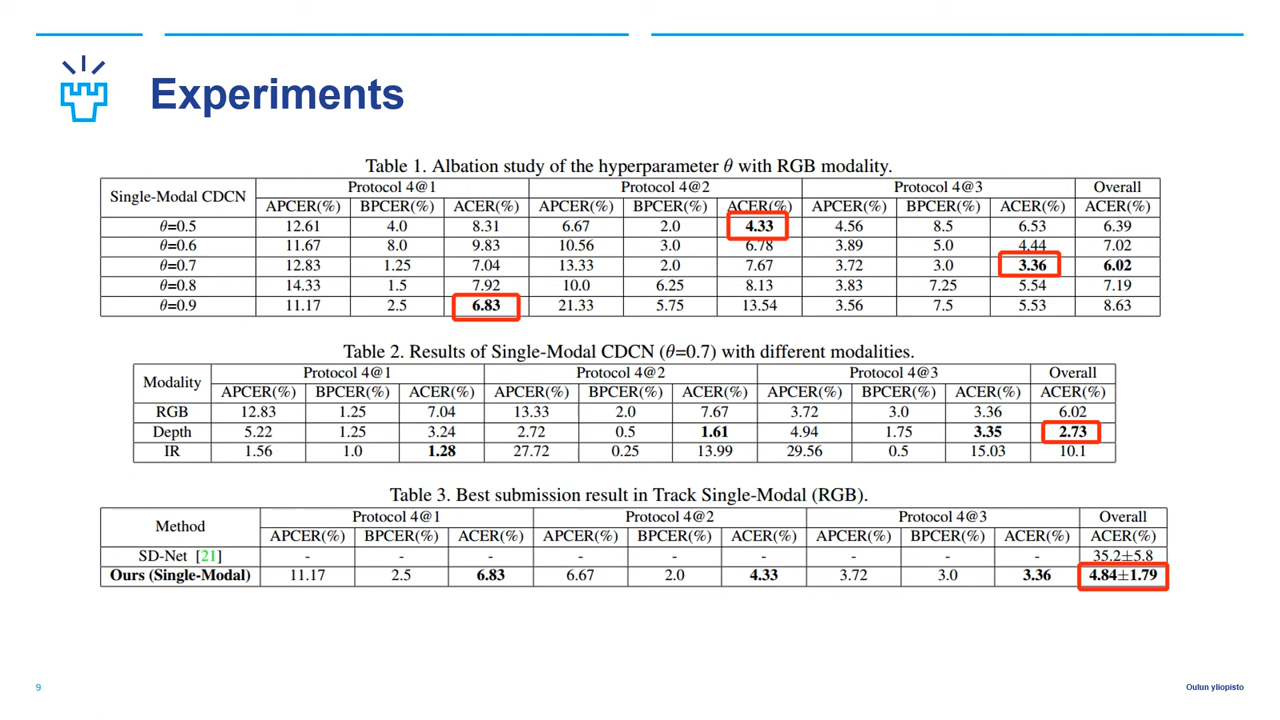 Experiments
Table 1. Albation study of the hyperparameter θ with RGB modality.
Single-Modal CDCN Protocol 4@1 Protocol 4@2 Protocol 4@3 Overall
APCER(%) BPCER(%) ACER(%) APCER(%) BPCER(%) ACER(%) APCER(%) BPCER(%) ACER(%) ACER(%)
θ=0.5 12.61 4.0 8.31 6.67 2.0 4.33 4.56 8.5 6.53 6.39
θ=0.6 11.67 8.0 9.83 10.56 3.0 6.78 3.89 5.0 4.44 7.02
θ=0.7 12.83 1.25 7.04 13.33 2.0 7.67 3.72 3.0 3.36 6.02
θ=0.8 14.33 1.5 7.92 10.0 6.25 8.13 3.83 7.25 5.54 7.19
θ=0.9 11.17 2.5 6.83 21.33 5.75 13.54 3.56 7.5 5.53 8.63
Table 2. Results of Single-Modal CDCN (θ=0.7) with different modalities.
Modality Protocol 4@1 Protocol 4@2 Protocol 4@3 Overall
APCER(%) BPCER(%) ACER(%) APCER(%) BPCER(%) ACER(%) APCER(%) BPCER(%) ACER(%) ACER(%)
RGB 12.83 1.25 7.04 13.33 2.0 7.67 3.72 3.0 3.36 6.02
Depth 5.22 1.25 3.24 2.72 0.5 1.61 4.94 1.75 3.35 2.73
IR 1.56 1.0 1.28 27.72 0.25 13.99 29.56 0.5 15.03 10.1
Table 3. Best submission result in Track Single-Modal (RGB).
Method Protocol 4@1 Protocol 4@2 Protocol 4@3 Overall
APCER(%) BPCER(%) ACER(%) APCER(%) BPCER(%) ACER(%) APCER(%) BPCER(%) ACER(%) ACER(%)
SD-Net [21] - - - - - - - - - 35.2±5.8
Ours (Single-Modal) 11.17 2.5 6.83 6.67 2.0 4.33 3.72 3.0 3.36 4.84±1.79
9 Oulun yliopisto